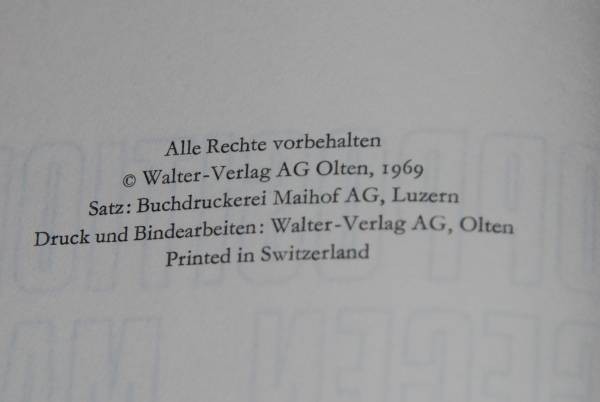 Alle Rechte vorbehalten
© Walter-Verlag AG Olten, 1969
Satz: Buchdruckerei Maihof AG, Luzern
Druck und Bindearbeiten: Walter-Verlag AG, Olten
Printed in Switzerland